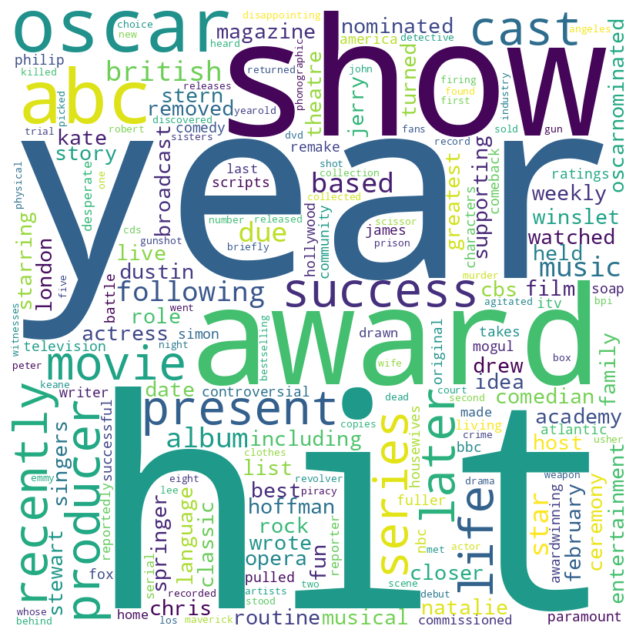 disappointing
choice
new
angeles
detective
oscar
heard
magazine
nominated
america
cast
show
killed
philip
british
stern
removed
theatre
turned
phonographic
returned
firing
found
first
industry
oscarnominated
abc
trial
picked
yearold
releases
comedy
jerry
john
dvd
discovered
fans
sold
gun
kate
robert
sisters
remake
record
comeback
ratings
story
physical
one
desperate
broadcast
last
scripts
shot
collection
collected
hollywood
based
supporting
greatest
characters
weekly
winslet
year
number
released
cds
gunshot
briefly
community
due
james
scissor
prison
watched
starring
london
live
five
dustin
following
battle
role
success
cbs
held
music
film
itv
soap
murder
agitated
bpi
witnesses
actress
simon
television
night
peter
keane
went
bestselling
award
movie
drawn
takes
original
mogul
box
drew
idea
wife
family
writer
date
controversial
present
dead
court
second
comedian
academy
successful
recently
producer
album
including
copies
made
living
crime
housewives
bbc
atlantic
host
usher
hit
series
later
life
star
february
ceremony
entertainment
emmy
reportedly
singers
eight
clothes
list
best
hoffman
revolver
piracy
fuller
nbc
drama
met
actor
awardwinning
weapon
lee
springer
language
classic
rock
wrote
opera
fun
reporter
closer
stewart
fox
serial
artists
two
scene
debut
whose
behind
home
los
recorded
maverick
chris
stood
pulled
routine
musical
natalie
commissioned
paramount